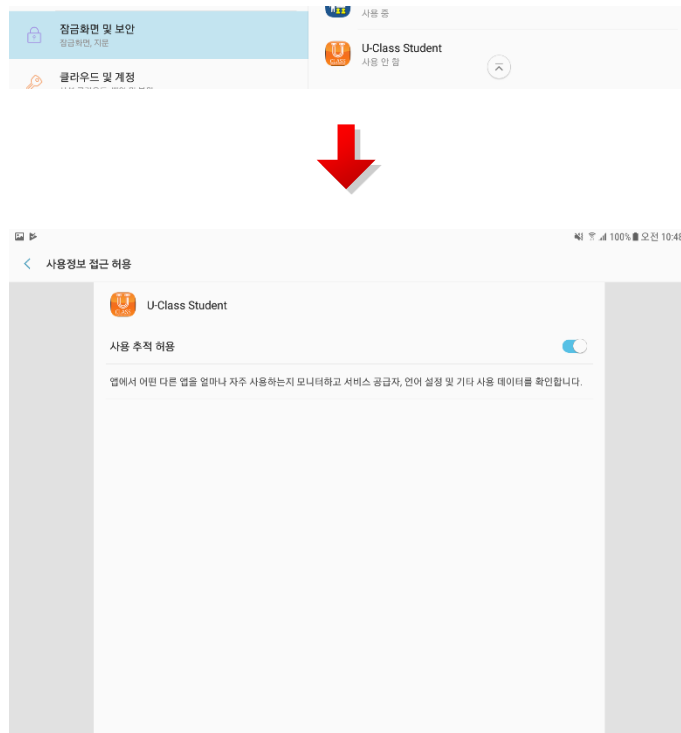 사용 중
잠금화면 및 보안
잠금화면, 지문
U-Class Student
사용 안 함
클라우드 및 계정
100% 오전 10:48
사용정보 접근 허용
U
CLASS
U-Class Student
사용 추적 허용
앱에서 어떤 다른 앱을 얼마나 자주 사용하는지 모니터하고 서비스 공급자, 언어 설정 및 기타 사용 데이터를 확인합니다.